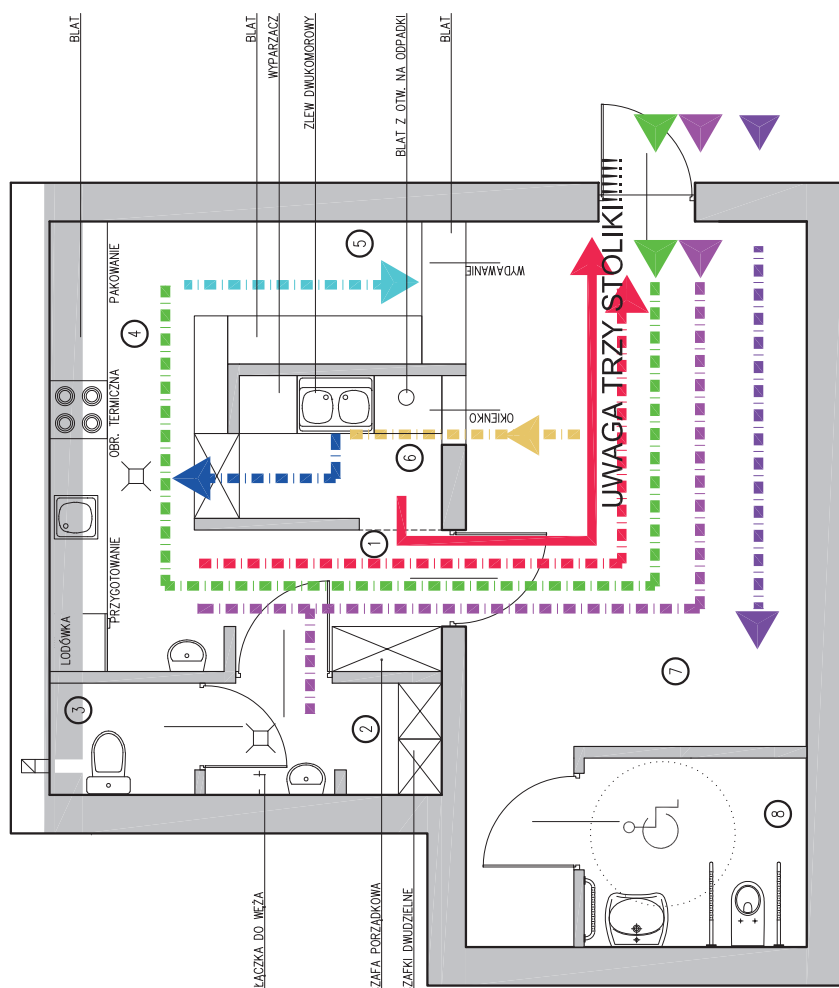 BLAT
BLAT
WYPARZACZ
ZLEW DWUKOMOROWY
BLAT Z OTW. NA ODPADKI
BLAT
PAKOWANIE
OBR. TERMICZNA
PRZYGOTOWANIE
LODÓWKA
WYDAWANIE
OKIENKO
UWAGA TRZY STOLIKI!!!!!!
1
2
3
4
5
6
7
8
ŁĄCZKA DO WĘŻA
ZAFA PORZĄDKOWA
ZAFKI DWUDZIELNE